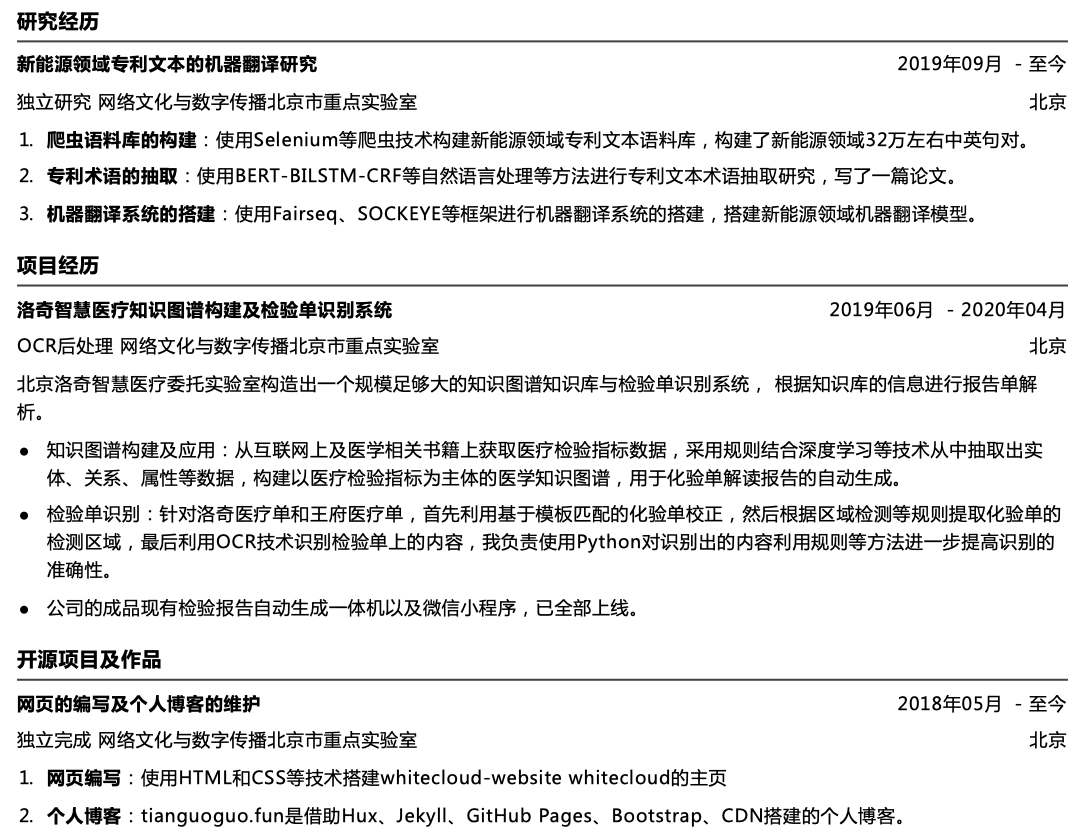 研究经历
新能源领域专利文本的机器翻译研究 2019年09月 - 至今
独立研究 网络文化与数字传播北京市重点实验室 北京
1. 爬虫语料库的构建：使用Selenium等爬虫技术构建新能源领域专利文本语料库，构建了新能源领域32万左右中英句对。
2. 专利术语的抽取：使用BERT-BILSTM-CRF等自然语言处理等方法进行专利文本术语抽取研究，写了一篇论文。
3. 机器翻译系统的搭建：使用Fairseq、SOCKEYE等框架进行机器翻译系统的搭建，搭建新能源领域机器翻译模型。
项目经历
洛奇智慧医疗知识图谱构建及检验单识别系统 2019年06月 - 2020年04月
OCR后处理 网络文化与数字传播北京市重点实验室 北京
北京洛奇智慧医疗委托实验室构造出一个规模足够大的知识图谱知识库与检验单识别系统， 根据知识库的信息进行报告单解
析。
● 知识图谱构建及应用：从互联网上及医学相关书籍上获取医疗检验指标数据，采用规则结合深度学习等技术从中抽取出实
体、关系、属性等数据，构建以医疗检验指标为主体的医学知识图谱，用于化验单解读报告的自动生成。
● 检验单识别：针对洛奇医疗单和王府医疗单，首先利用基于模板匹配的化验单校正，然后根据区域检测等规则提取化验单的
检测区域，最后利用OCR技术识别检验单上的内容，我负责使用Python对识别出的内容利用规则等方法进一步提高识别的
准确性。
● 公司的成品现有检验报告自动生成一体机以及微信小程序，已全部上线。
开源项目及作品
网页的编写及个人博客的维护 2018年05月 - 至今
独立完成 网络文化与数字传播北京市重点实验室 北京
1. 网页编写：使用HTML和CSS等技术搭建whitecloud-website whitecloud的主页
2. 个人博客：tianguoguo.fun是借助Hux、Jekyll、GitHub Pages、Bootstrap、CDN搭建的个人博客。